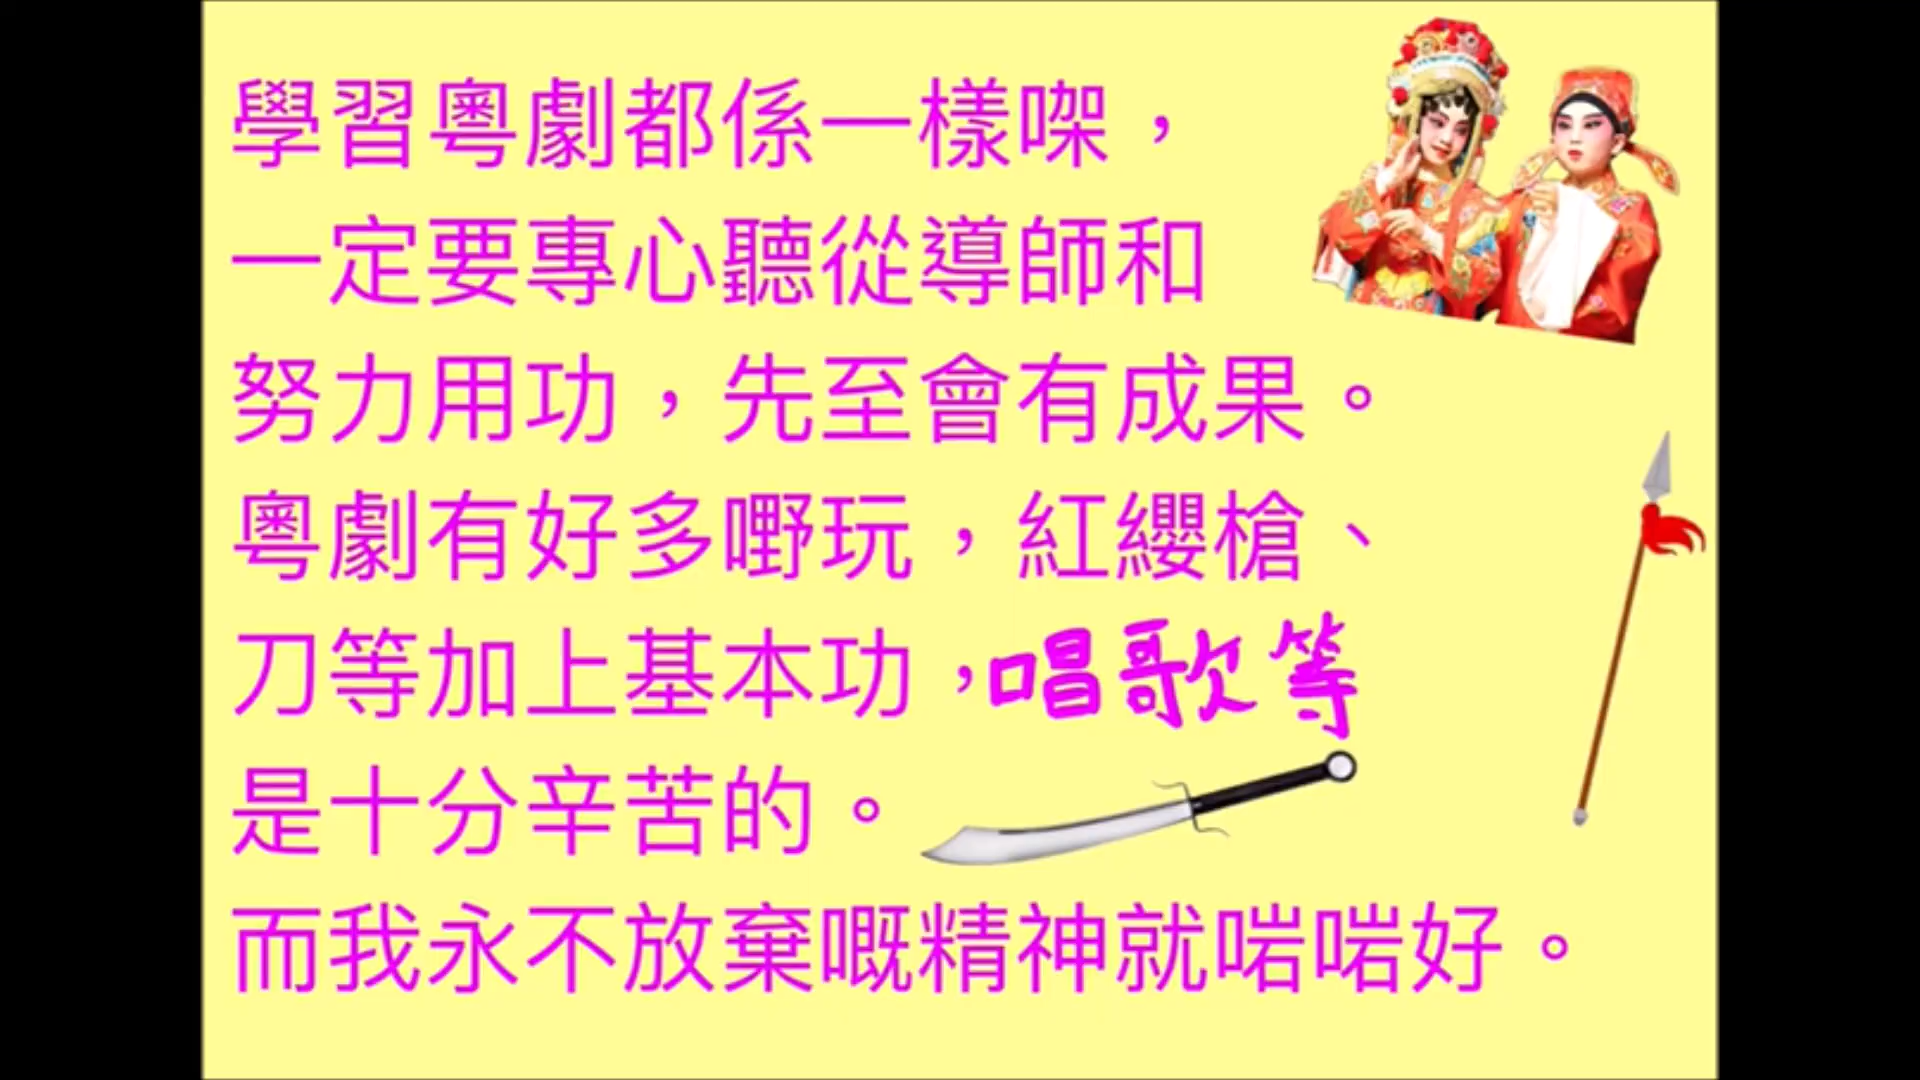 學習粵劇都係一樣㗎，
一定要專心聽從導師和
努力用功，先至會有成果。
粵劇有好多嘢玩，紅纓槍、
刀等加上基本功，唱歌等
是十分辛苦的。
而我永不放棄嘅精神就啱啱好。